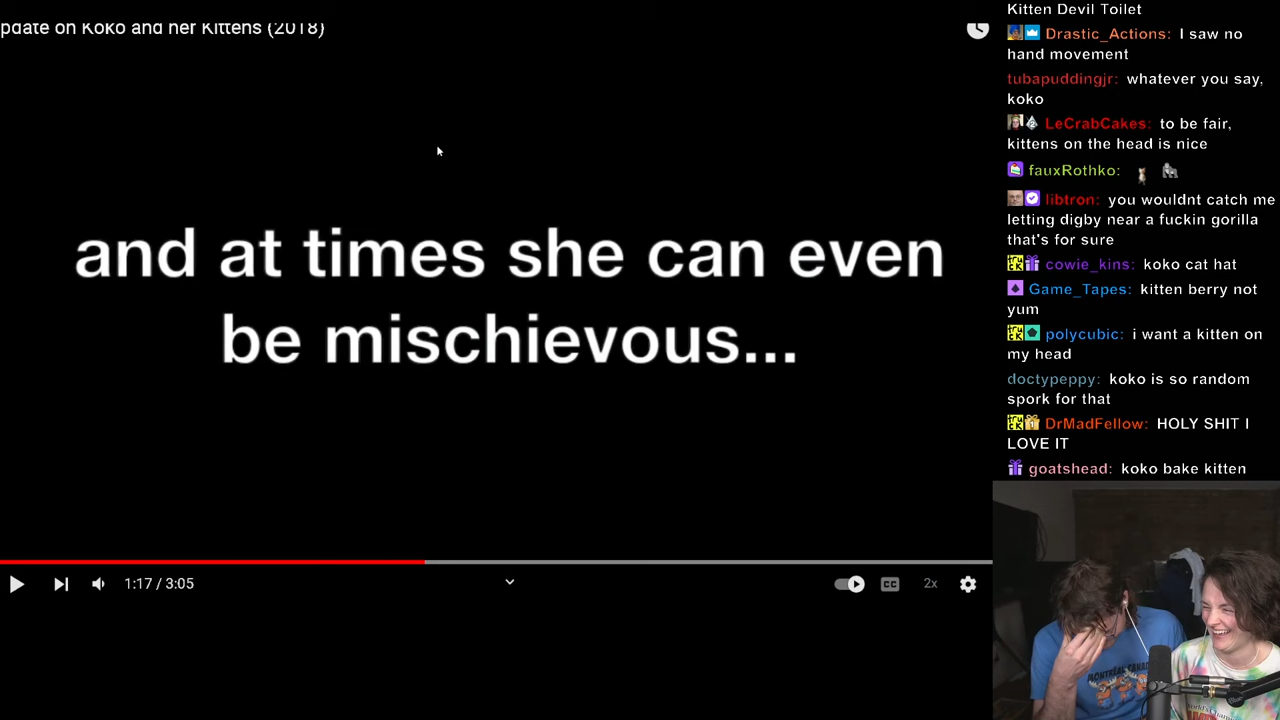 pdate on Koko and her Kittens (2018)
and at times she can even
be mischievous...
1:17 / 3:05
CC
2x
Kitten Devil Toilet
Drastic_Actions: I saw no
hand movement
tubapuddingjr: whatever you say,
koko
LeCrabCakes: to be fair,
kittens on the head is nice
fauxRothko:
libtron: you wouldnt catch me
letting digby near a fuckin gorilla
that's for sure
cowie_kins: koko cat hat
Game_Tapes: kitten berry not
yum
polycubic: i want a kitten on
my head
doctypeppy: koko is so random
spork for that
DrMadFellow: HOLY SHIT I
LOVE IT
goatshead: koko bake kitten
MONTRÉAL CANADA